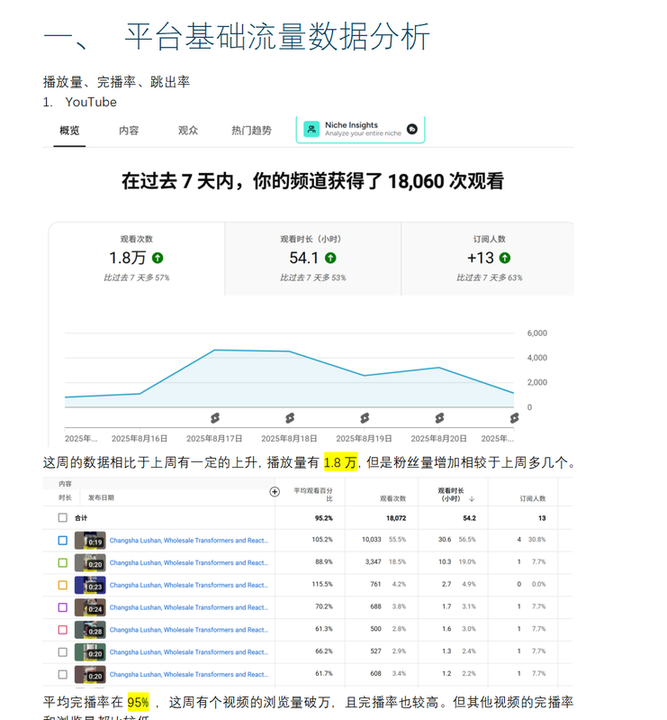 一、 平台基础流量数据分析
播放量、完播率、跳出率
1. YouTube
概览 内容 观众 热门趋势 Niche Insights
Analyze your entire niche
在过去 7 天内，你的频道获得了 18,060 次观看
观看次数 观看时长（小时） 订阅人数
1.8万 54.1 +13
比过去 7 天多 57% 比过去 7 天多 53% 比过去 7 天多 63%
6,000
4,000
2,000
0
2025年... 2025年8月16日 2025年8月17日 2025年8月18日 2025年8月19日 2025年8月20日 2025年...
这周的数据相比于上周有一定的上升, 播放量有 1.8 万, 但是粉丝量增加相较于上周多几个。
内容
时长 发布日期 平均观看百分比 观看次数 观看时长（小时） ↓ 订阅人数
合计 95.2% 18,072 54.2 13
0:19 Changsha Lushan, Wholesale Transformers and React... 105.2% 10,033 55.5% 30.6 56.5% 4 30.8%
0:20 Changsha Lushan, Wholesale Transformers and React... 88.9% 3,347 18.5% 10.3 19.0% 1 7.7%
0:23 Changsha Lushan, Wholesale Transformers and React... 115.5% 761 4.2% 2.7 4.9% 0 0.0%
0:24 Changsha Lushan, Wholesale Transformers and React... 70.2% 688 3.8% 1.7 3.1% 1 7.7%
0:28 Changsha Lushan, Wholesale Transformers and React... 61.3% 500 2.8% 1.6 3.0% 1 7.7%
0:20 Changsha Lushan, Wholesale Transformers and React... 66.2% 527 2.9% 1.3 2.4% 1 7.7%
0:20 Changsha Lushan, Wholesale Transformers and React... 61.7% 608 3.4% 1.2 2.2% 1 7.7%
平均完播率在 95% ，这周有个视频的浏览量破万，且完播率也较高。但其他视频的完播率